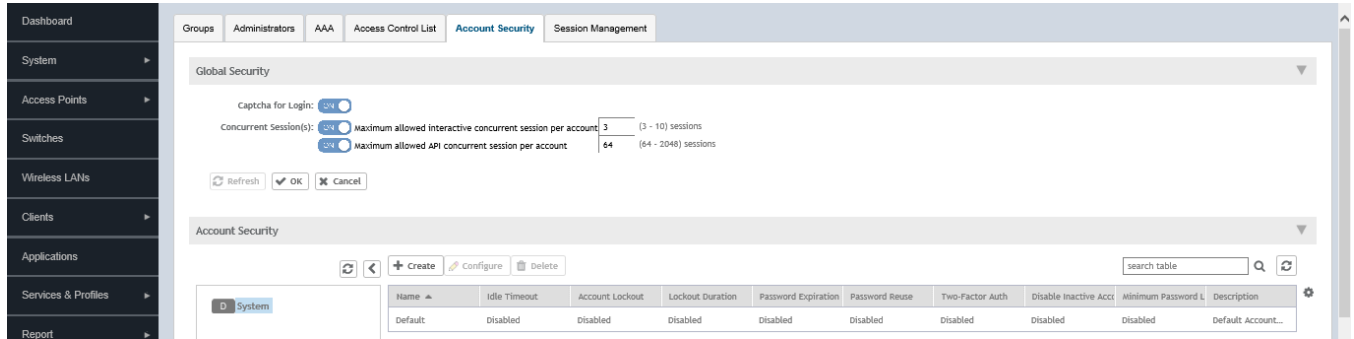 Dashboard
System
Access Points
Switches
Wireless LANs
Clients
Applications
Services & Profiles
Report
Groups Administrators AAA Access Control List Account Security Session Management
Global Security
Captcha for Login: ON
Concurrent Session(s): ON Maximum allowed interactive concurrent session per account 3 (3 - 10) sessions
ON Maximum allowed API concurrent session per account 64 (64 - 2048) sessions
Refresh OK Cancel
Account Security
Create Configure Delete search table
D System
Name Idle Timeout Account Lockout Lockout Duration Password Expiration Password Reuse Two-Factor Auth Disable Inactive Acc Minimum Password L Description
Default Disabled Disabled Disabled Disabled Disabled Disabled Disabled Disabled Default Account...